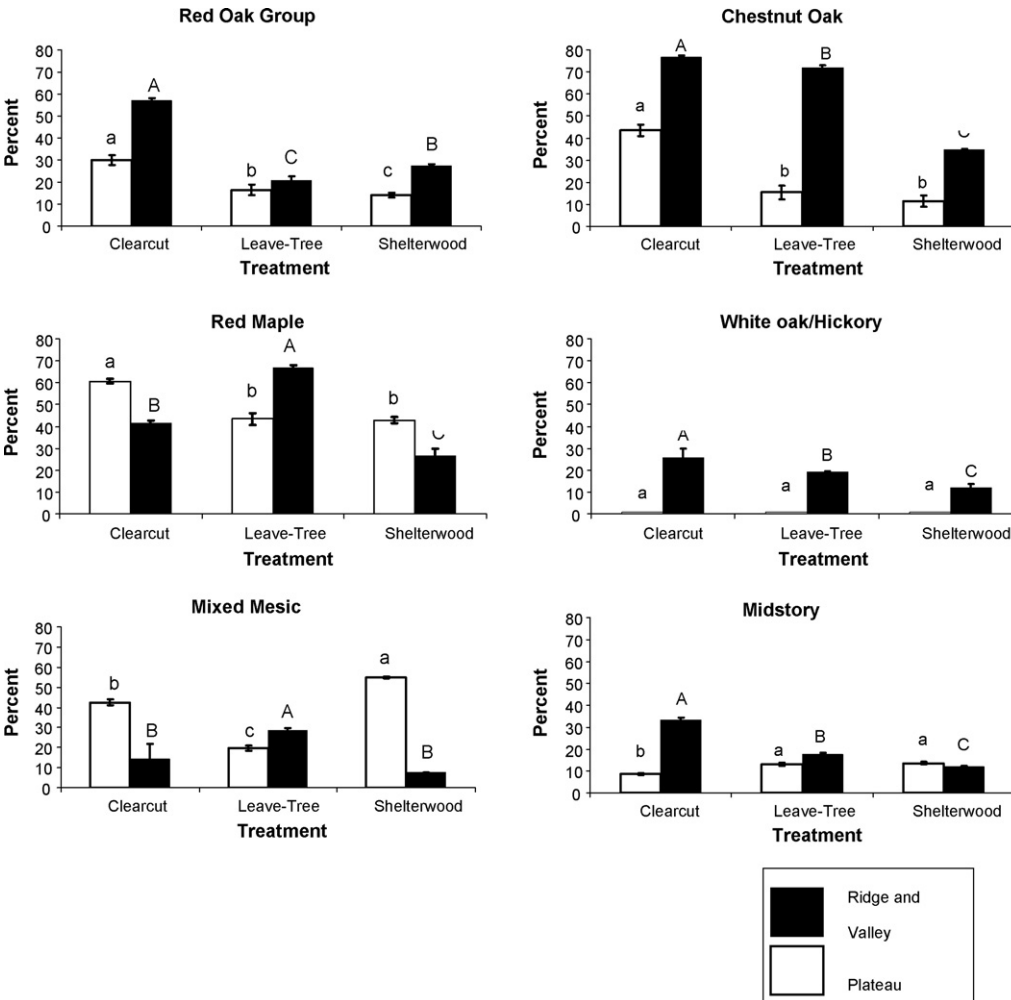 Red Oak Group
Percent
80
70
60
50
40
30
20
10
0
a
A
b
C
c
B
Clearcut
Leave-Tree
Shelterwood
Treatment
Chestnut Oak
Percent
80
70
60
50
40
30
20
10
0
a
A
b
B
b
C
Clearcut
Leave-Tree
Shelterwood
Treatment
Red Maple
Percent
80
70
60
50
40
30
20
10
0
a
B
b
A
b
C
Clearcut
Leave-Tree
Shelterwood
Treatment
White oak/Hickory
Percent
80
70
60
50
40
30
20
10
0
a
A
a
B
a
C
Clearcut
Leave-Tree
Shelterwood
Treatment
Mixed Mesic
Percent
80
70
60
50
40
30
20
10
0
b
B
c
A
a
B
Clearcut
Leave-Tree
Shelterwood
Treatment
Midstory
Percent
80
70
60
50
40
30
20
10
0
b
A
a
B
a
C
Clearcut
Leave-Tree
Shelterwood
Treatment
Ridge and
Valley
Plateau